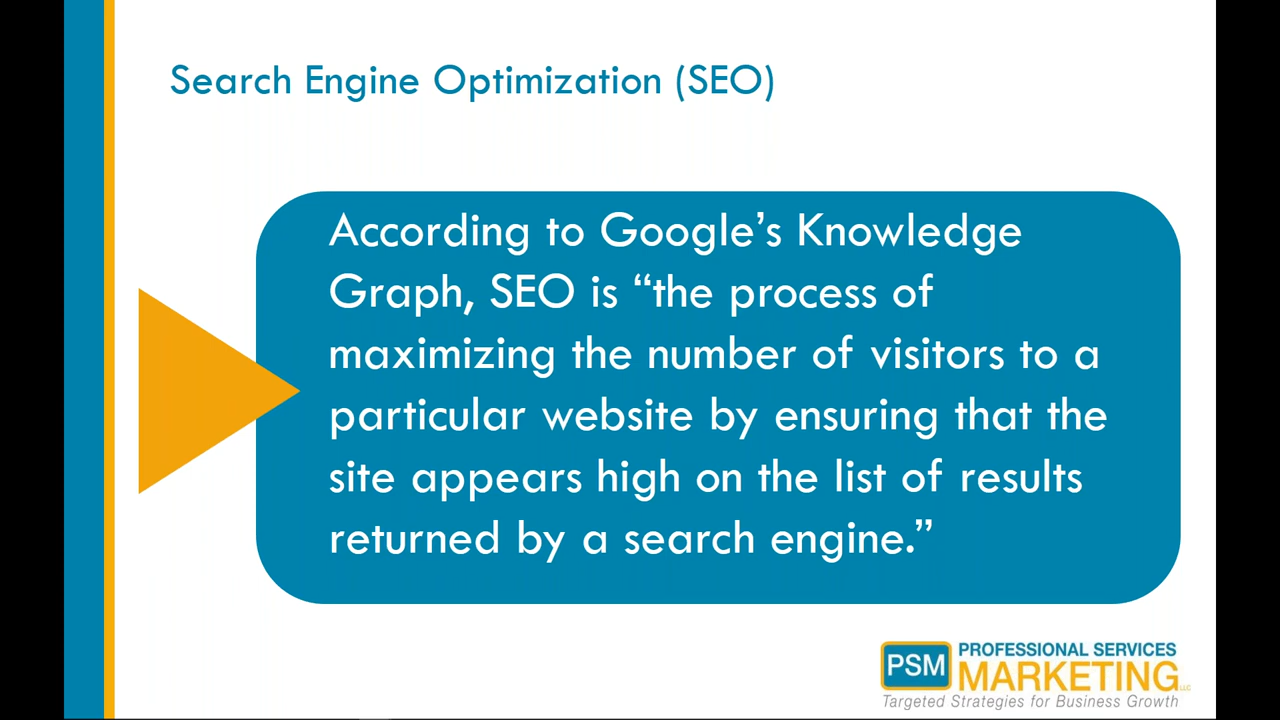 Search Engine Optimization (SEO)
According to Google’s Knowledge
Graph, SEO is “the process of
maximizing the number of visitors to a
particular website by ensuring that the
site appears high on the list of results
returned by a search engine.”
PSM
PROFESSIONAL SERVICES
MARKETING LLC
Targeted Strategies for Business Growth